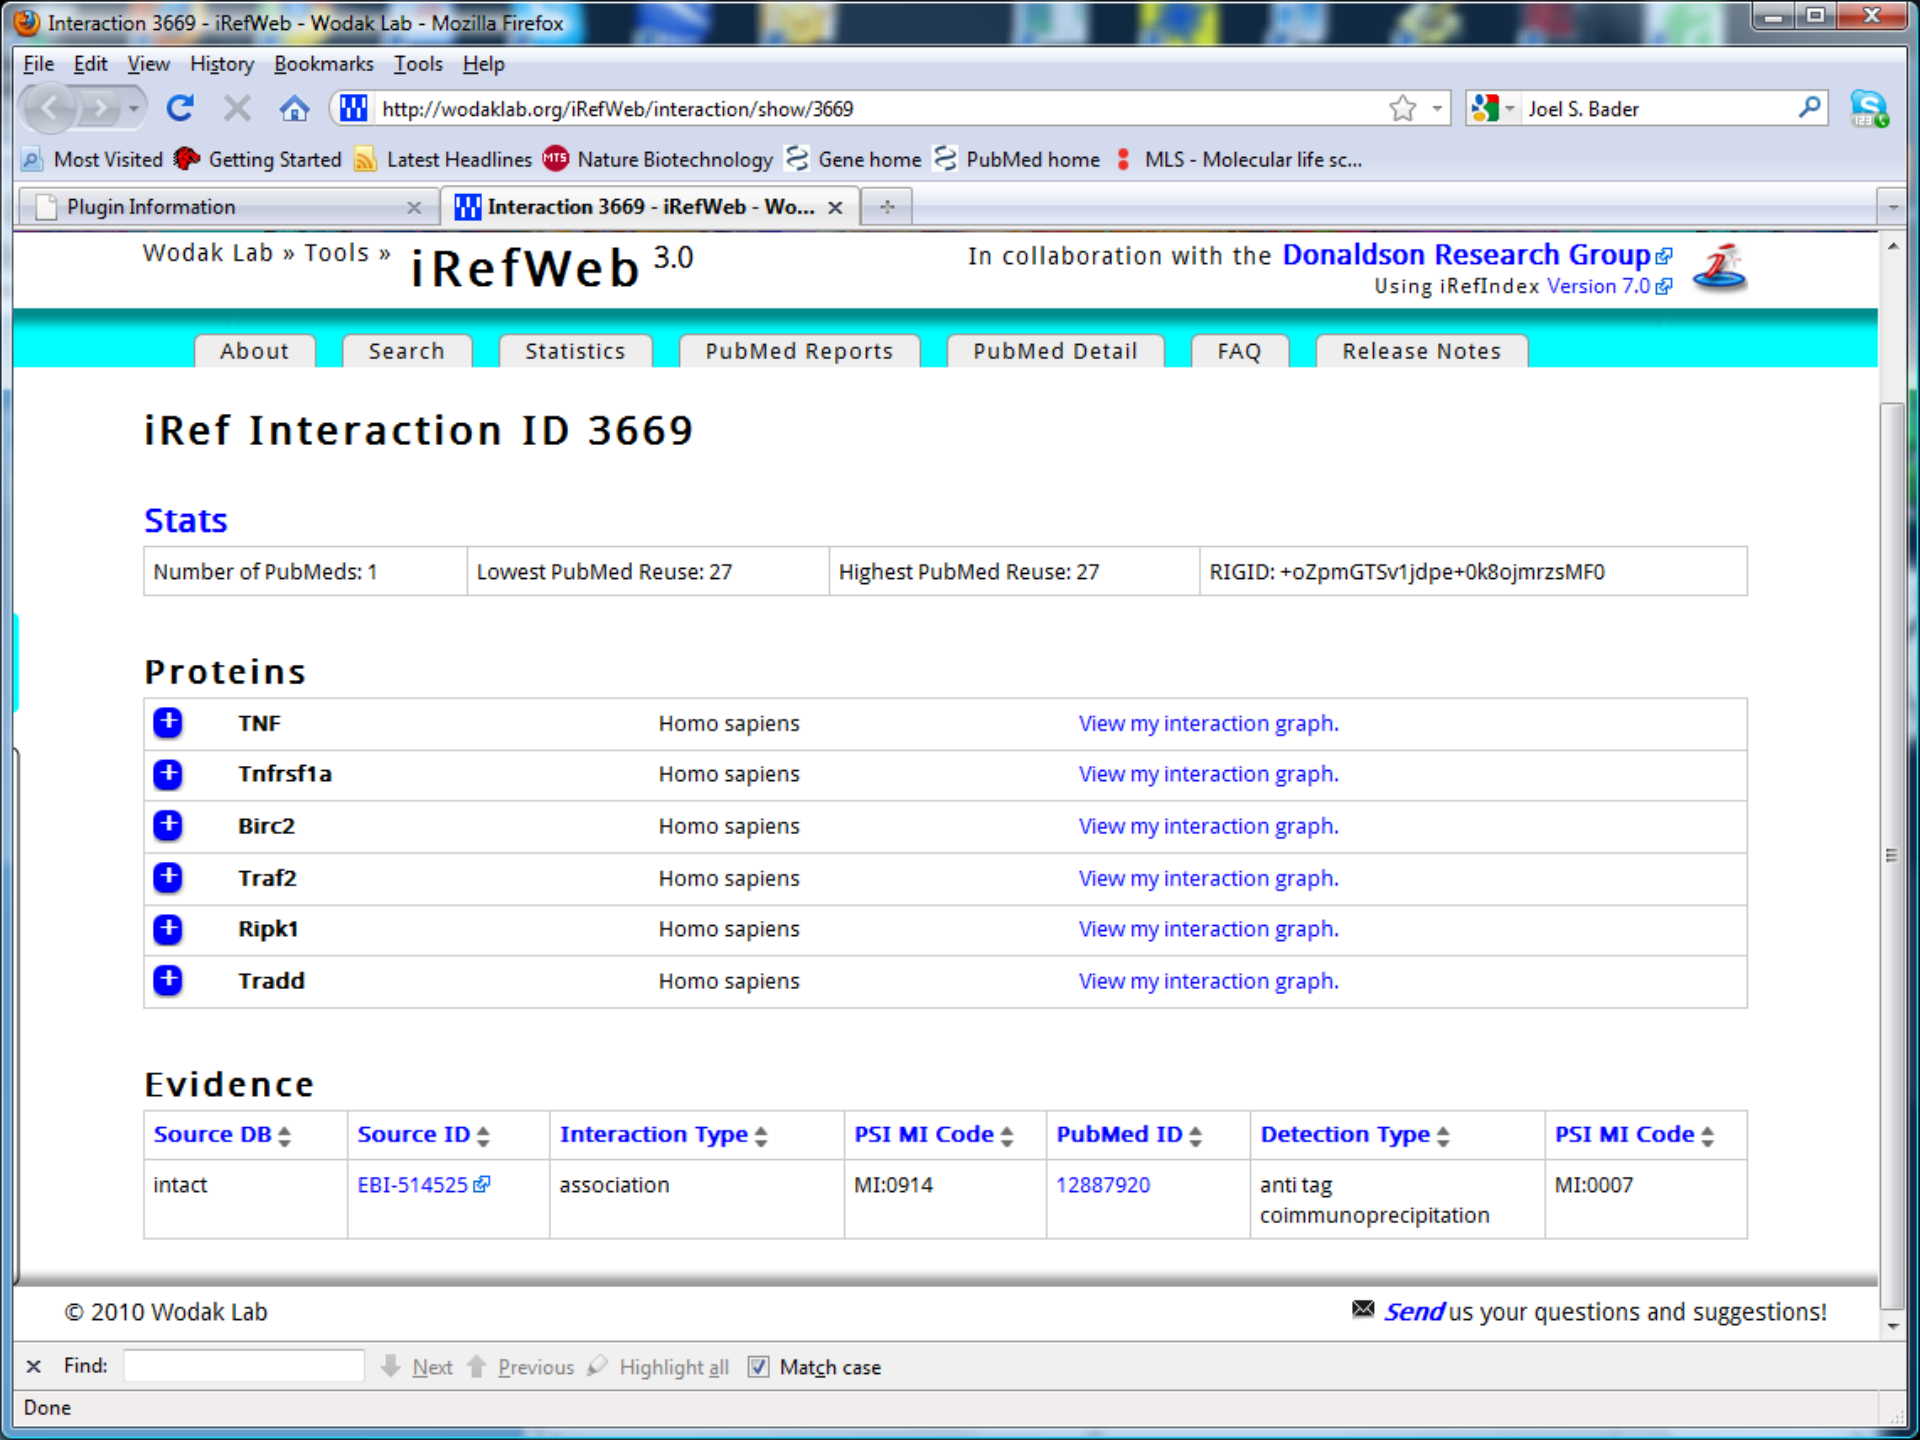 Interaction 3669 - iRefWeb - Wodak Lab - Mozilla Firefox
File Edit View History Bookmarks Tools Help
http://wodaklab.org/iRefWeb/interaction/show/3669 Joel S. Bader
Most Visited Getting Started Latest Headlines MTS Nature Biotechnology Gene home PubMed home MLS - Molecular life sc...
Plugin Information Interaction 3669 - iRefWeb - Wo...
Wodak Lab » Tools » iRefWeb 3.0 In collaboration with the Donaldson Research Group
Using iRefIndex Version 7.0
About Search Statistics PubMed Reports PubMed Detail FAQ Release Notes
iRef Interaction ID 3669
Stats
Number of PubMeds: 1 Lowest PubMed Reuse: 27 Highest PubMed Reuse: 27 RIGID: +oZpmGTSv1jdpe+0k8ojmrzsMF0
Proteins
TNF Homo sapiens View my interaction graph.
Tnfrsf1a Homo sapiens View my interaction graph.
Birc2 Homo sapiens View my interaction graph.
Traf2 Homo sapiens View my interaction graph.
Ripk1 Homo sapiens View my interaction graph.
Tradd Homo sapiens View my interaction graph.
Evidence
Source DB Source ID Interaction Type PSI MI Code PubMed ID Detection Type PSI MI Code
intact EBI-514525 association MI:0914 12887920 anti tag MI:0007
coimmunoprecipitation
© 2010 Wodak Lab Send us your questions and suggestions!
Find: Next Previous Highlight all Match case
Done